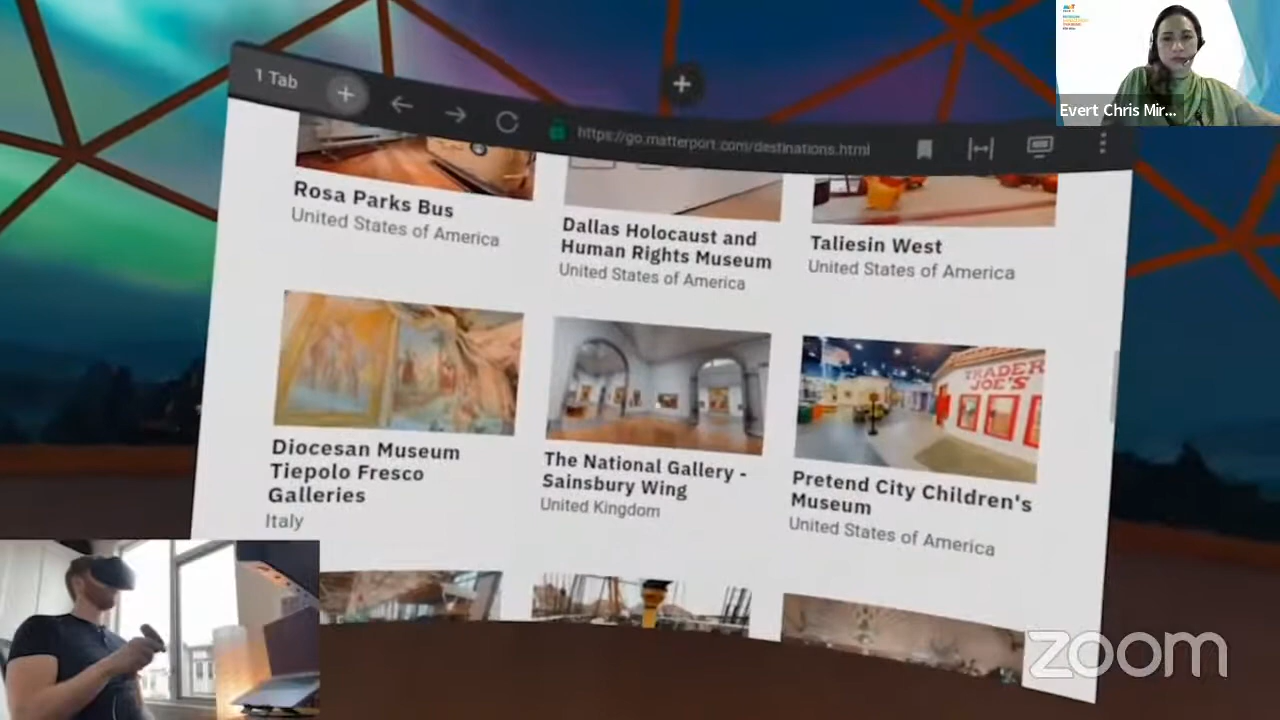 1 Tab
https://go.matterport.com/destinations.html
Evert Chris Mir...
Rosa Parks Bus
United States of America
Dallas Holocaust and
Human Rights Museum
United States of America
Taliesin West
United States of America
TRADER
JOE'S
Diocesan Museum
Tiepolo Fresco
Galleries
Italy
The National Gallery -
Sainsbury Wing
United Kingdom
Pretend City Children's
Museum
United States of America
zoom